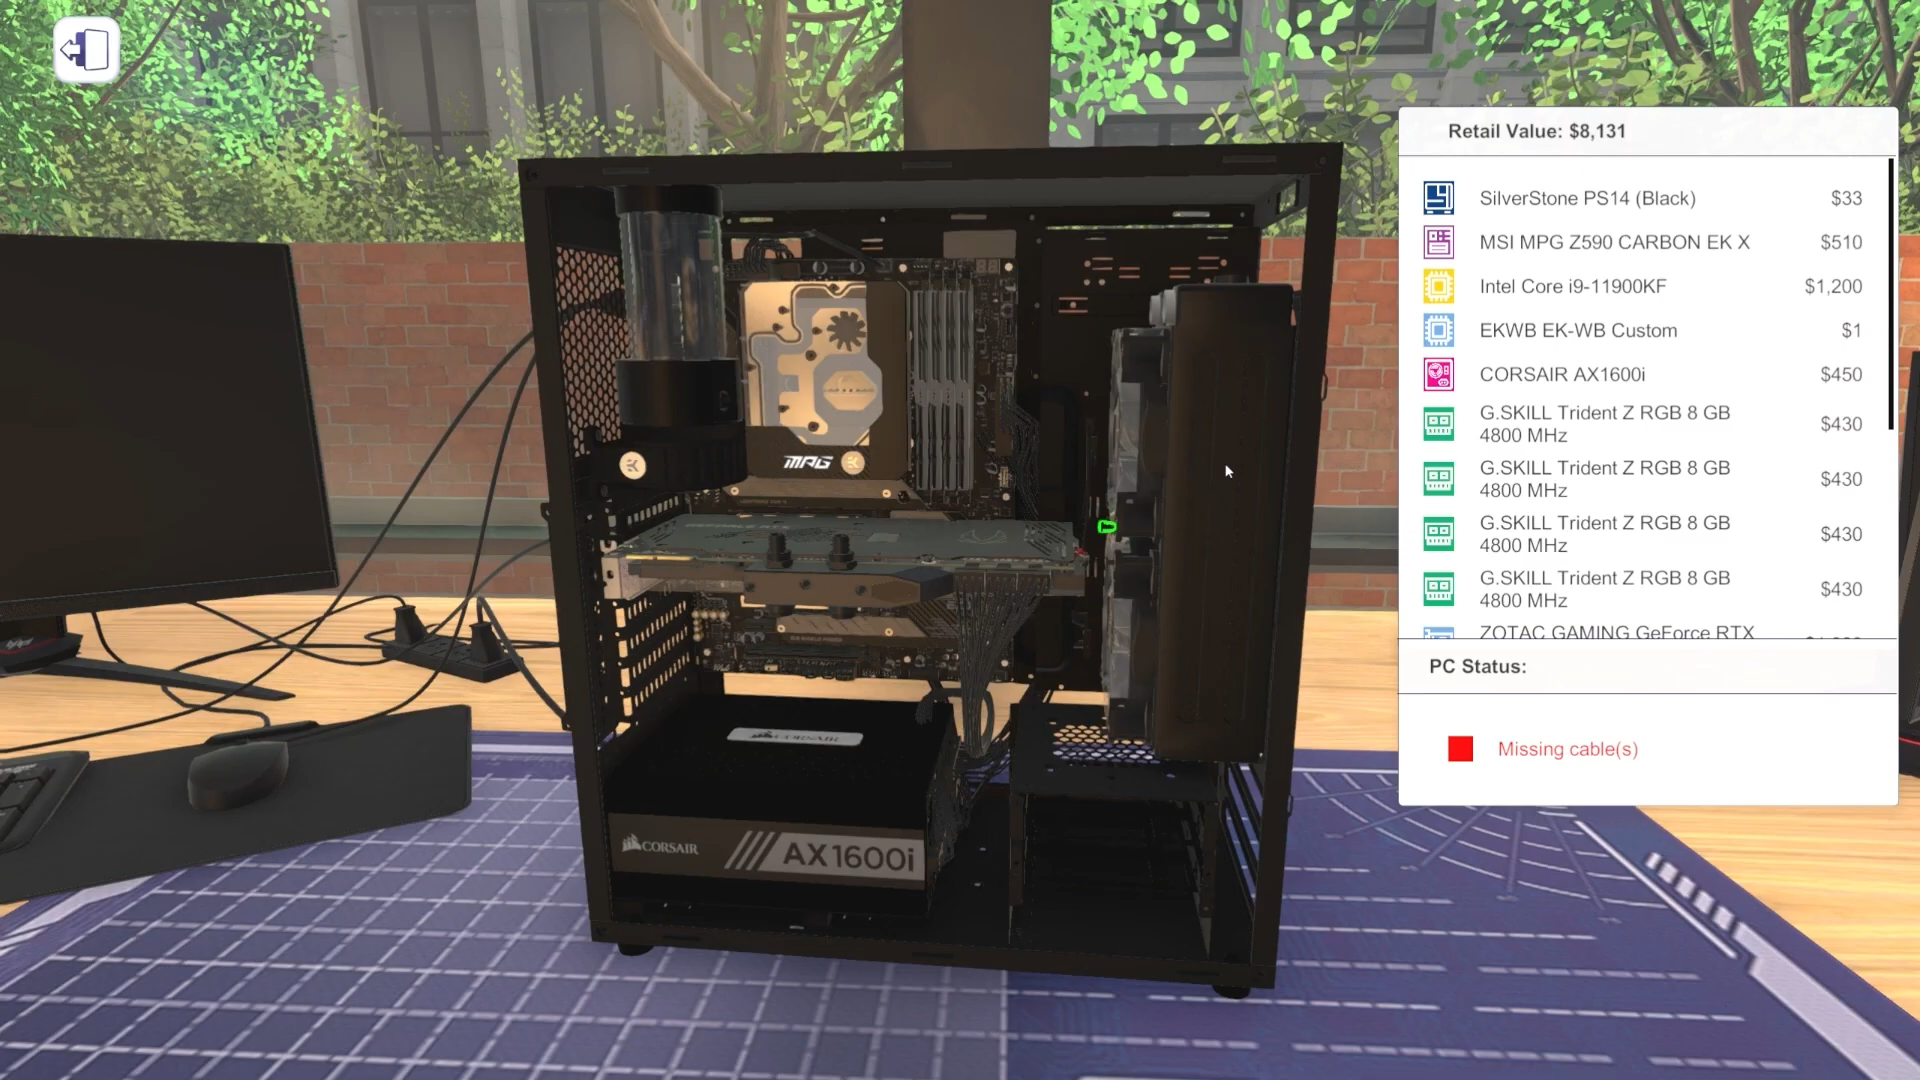 Retail Value: $8,131
SilverStone PS14 (Black) $33
MSI MPG Z590 CARBON EK X $510
Intel Core i9-11900KF $1,200
EKWB EK-WB Custom $1
CORSAIR AX1600i $450
G.SKILL Trident Z RGB 8 GB
4800 MHz $430
G.SKILL Trident Z RGB 8 GB
4800 MHz $430
G.SKILL Trident Z RGB 8 GB
4800 MHz $430
G.SKILL Trident Z RGB 8 GB
4800 MHz $430
ZOTAC GAMING GeForce RTX
PC Status:
Missing cable(s)
MPG
CORSAIR
CORSAIR
AX1600i